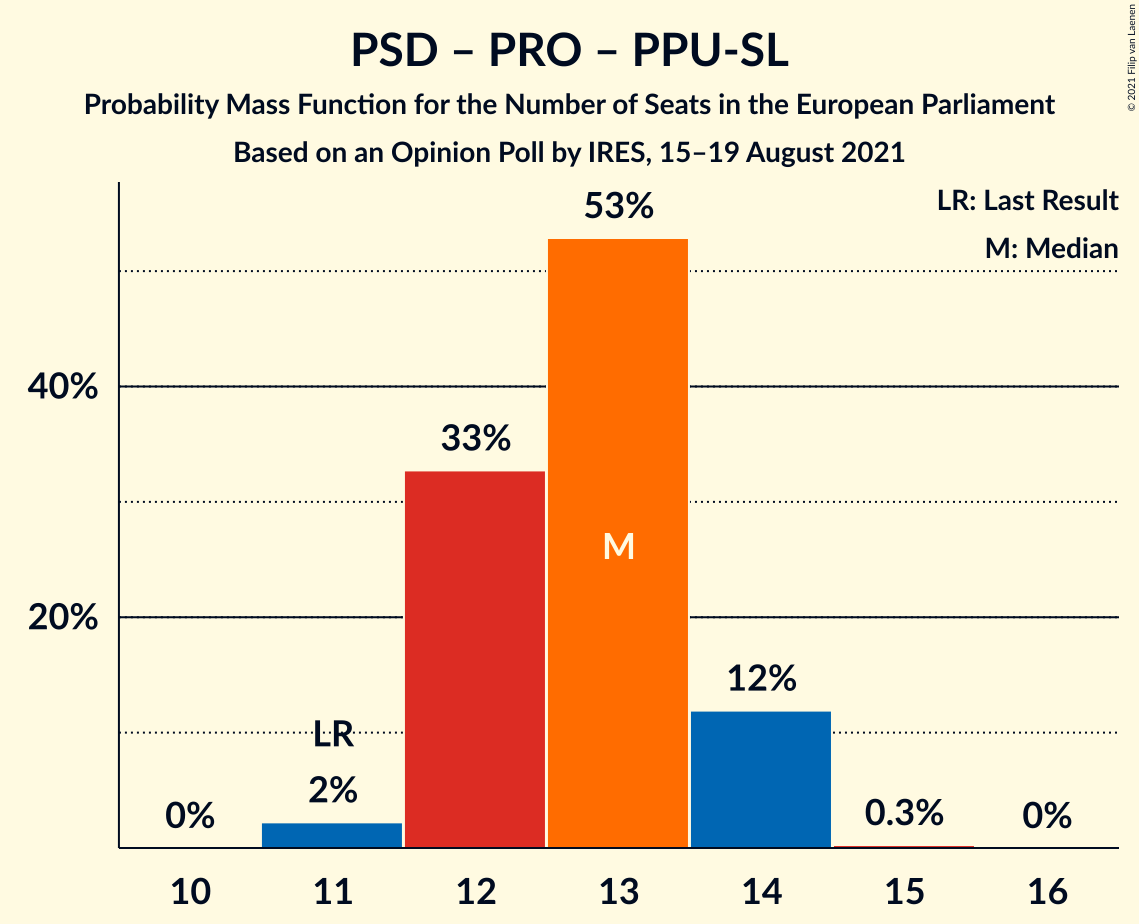 PSD – PRO – PPU-SL
Probability Mass Function for the Number of Seats in the European Parliament
Based on an Opinion Poll by IRES, 15–19 August 2021
© 2021 Filip van Laenen
LR: Last Result
M: Median
53%
40%
33%
M
20%
12%
LR
2%
0%
0.3%
0%
10 11 12 13 14 15 16